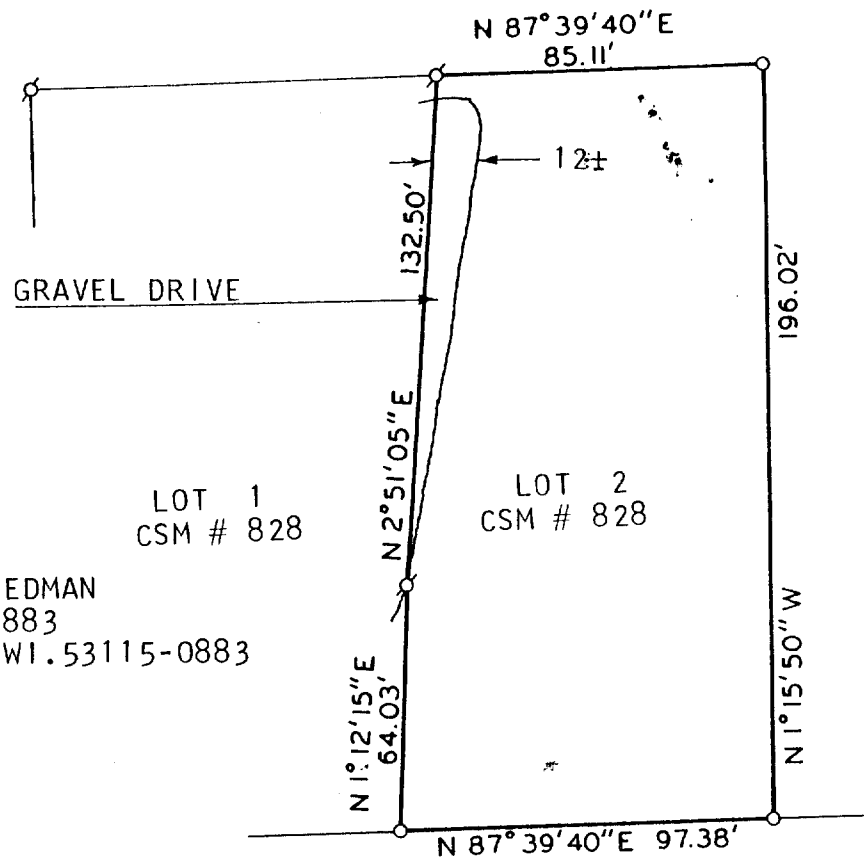 N 87°39'40"E
85.11'
12±
132.50'
GRAVEL DRIVE
196.02'
N 2°51'05"E
LOT 1
CSM # 828
LOT 2
CSM # 828
EDMAN
883
WI.53115-0883
N 1°12'15"E
64.03'
N 1°15'50"W
N 87°39'40"E 97.38'